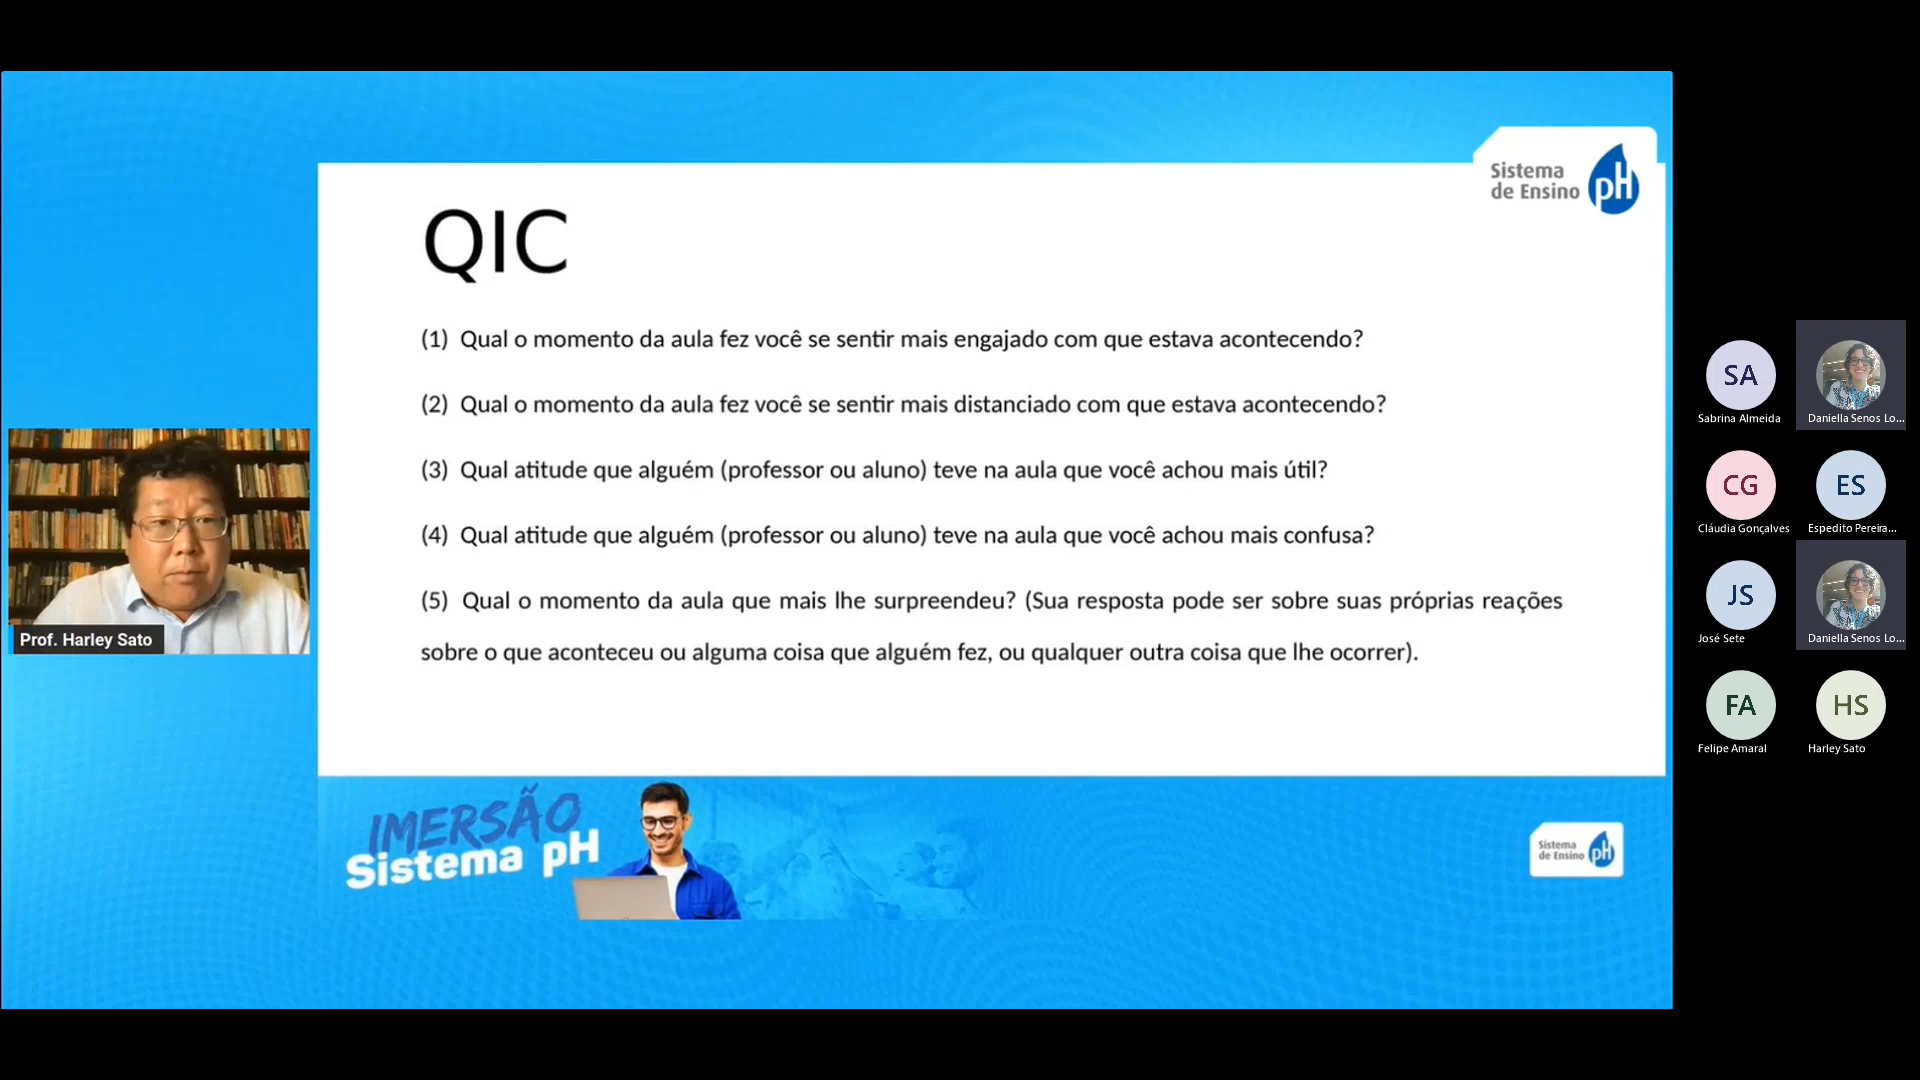 Sistema
de Ensino pH
QIC
(1) Qual o momento da aula fez você se sentir mais engajado com que estava acontecendo?
(2) Qual o momento da aula fez você se sentir mais distanciado com que estava acontecendo?
(3) Qual atitude que alguém (professor ou aluno) teve na aula que você achou mais útil?
(4) Qual atitude que alguém (professor ou aluno) teve na aula que você achou mais confusa?
(5) Qual o momento da aula que mais lhe surpreendeu? (Sua resposta pode ser sobre suas próprias reações
sobre o que aconteceu ou alguma coisa que alguém fez, ou qualquer outra coisa que lhe ocorrer).
Prof. Harley Sato
IMERSÃO
Sistema pH
Sistema
de Ensino pH
SA
Sabrina Almeida
Daniella Senos Lo...
CG
Cláudia Gonçalves
ES
Espedito Pereira...
JS
José Sete
Daniella Senos Lo...
FA
Felipe Amaral
HS
Harley Sato